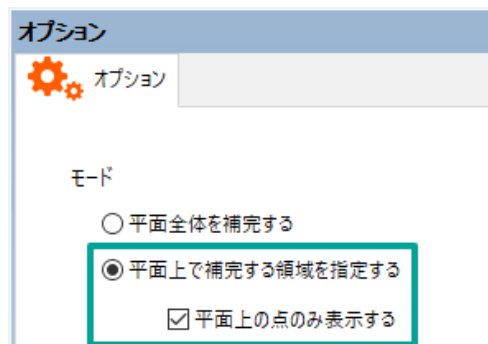 オプション
オプション
モード
平面全体を補完する
平面上で補完する領域を指定する
平面上の点のみ表示する